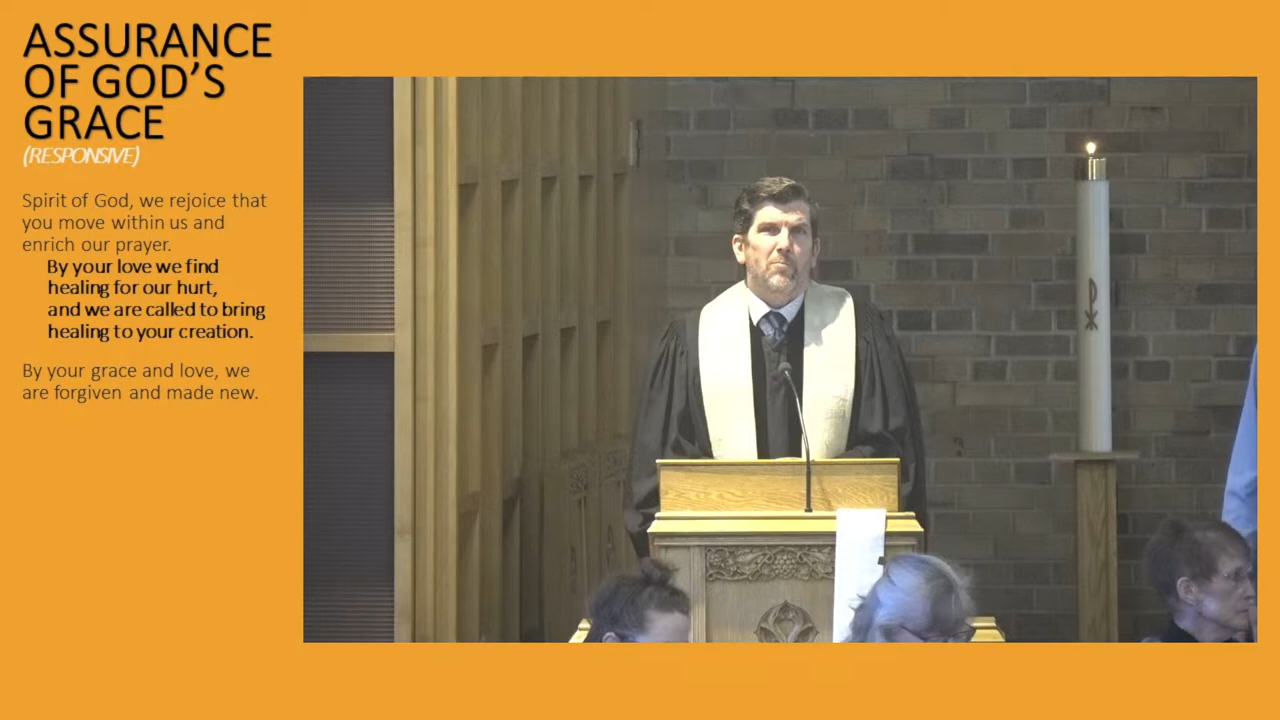 ASSURANCE
OF GOD’S
GRACE
(RESPONSIVE)
Spirit of God, we rejoice that
you move within us and
enrich our prayer.
By your love we find
healing for our hurt,
and we are called to bring
healing to your creation.
By your grace and love, we
are forgiven and made new.